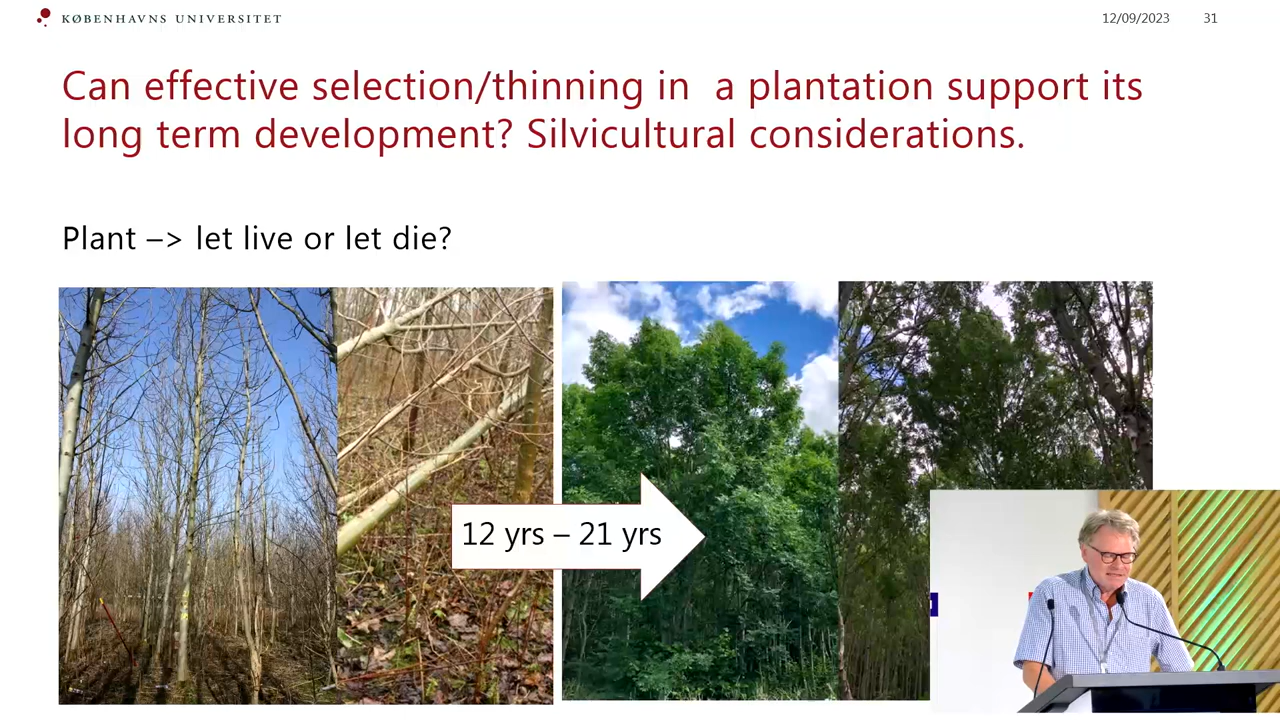 KØBENHAVNS UNIVERSITET
12/09/2023 31
Can effective selection/thinning in a plantation support its
long term development? Silvicultural considerations.
Plant –> let live or let die?
12 yrs – 21 yrs